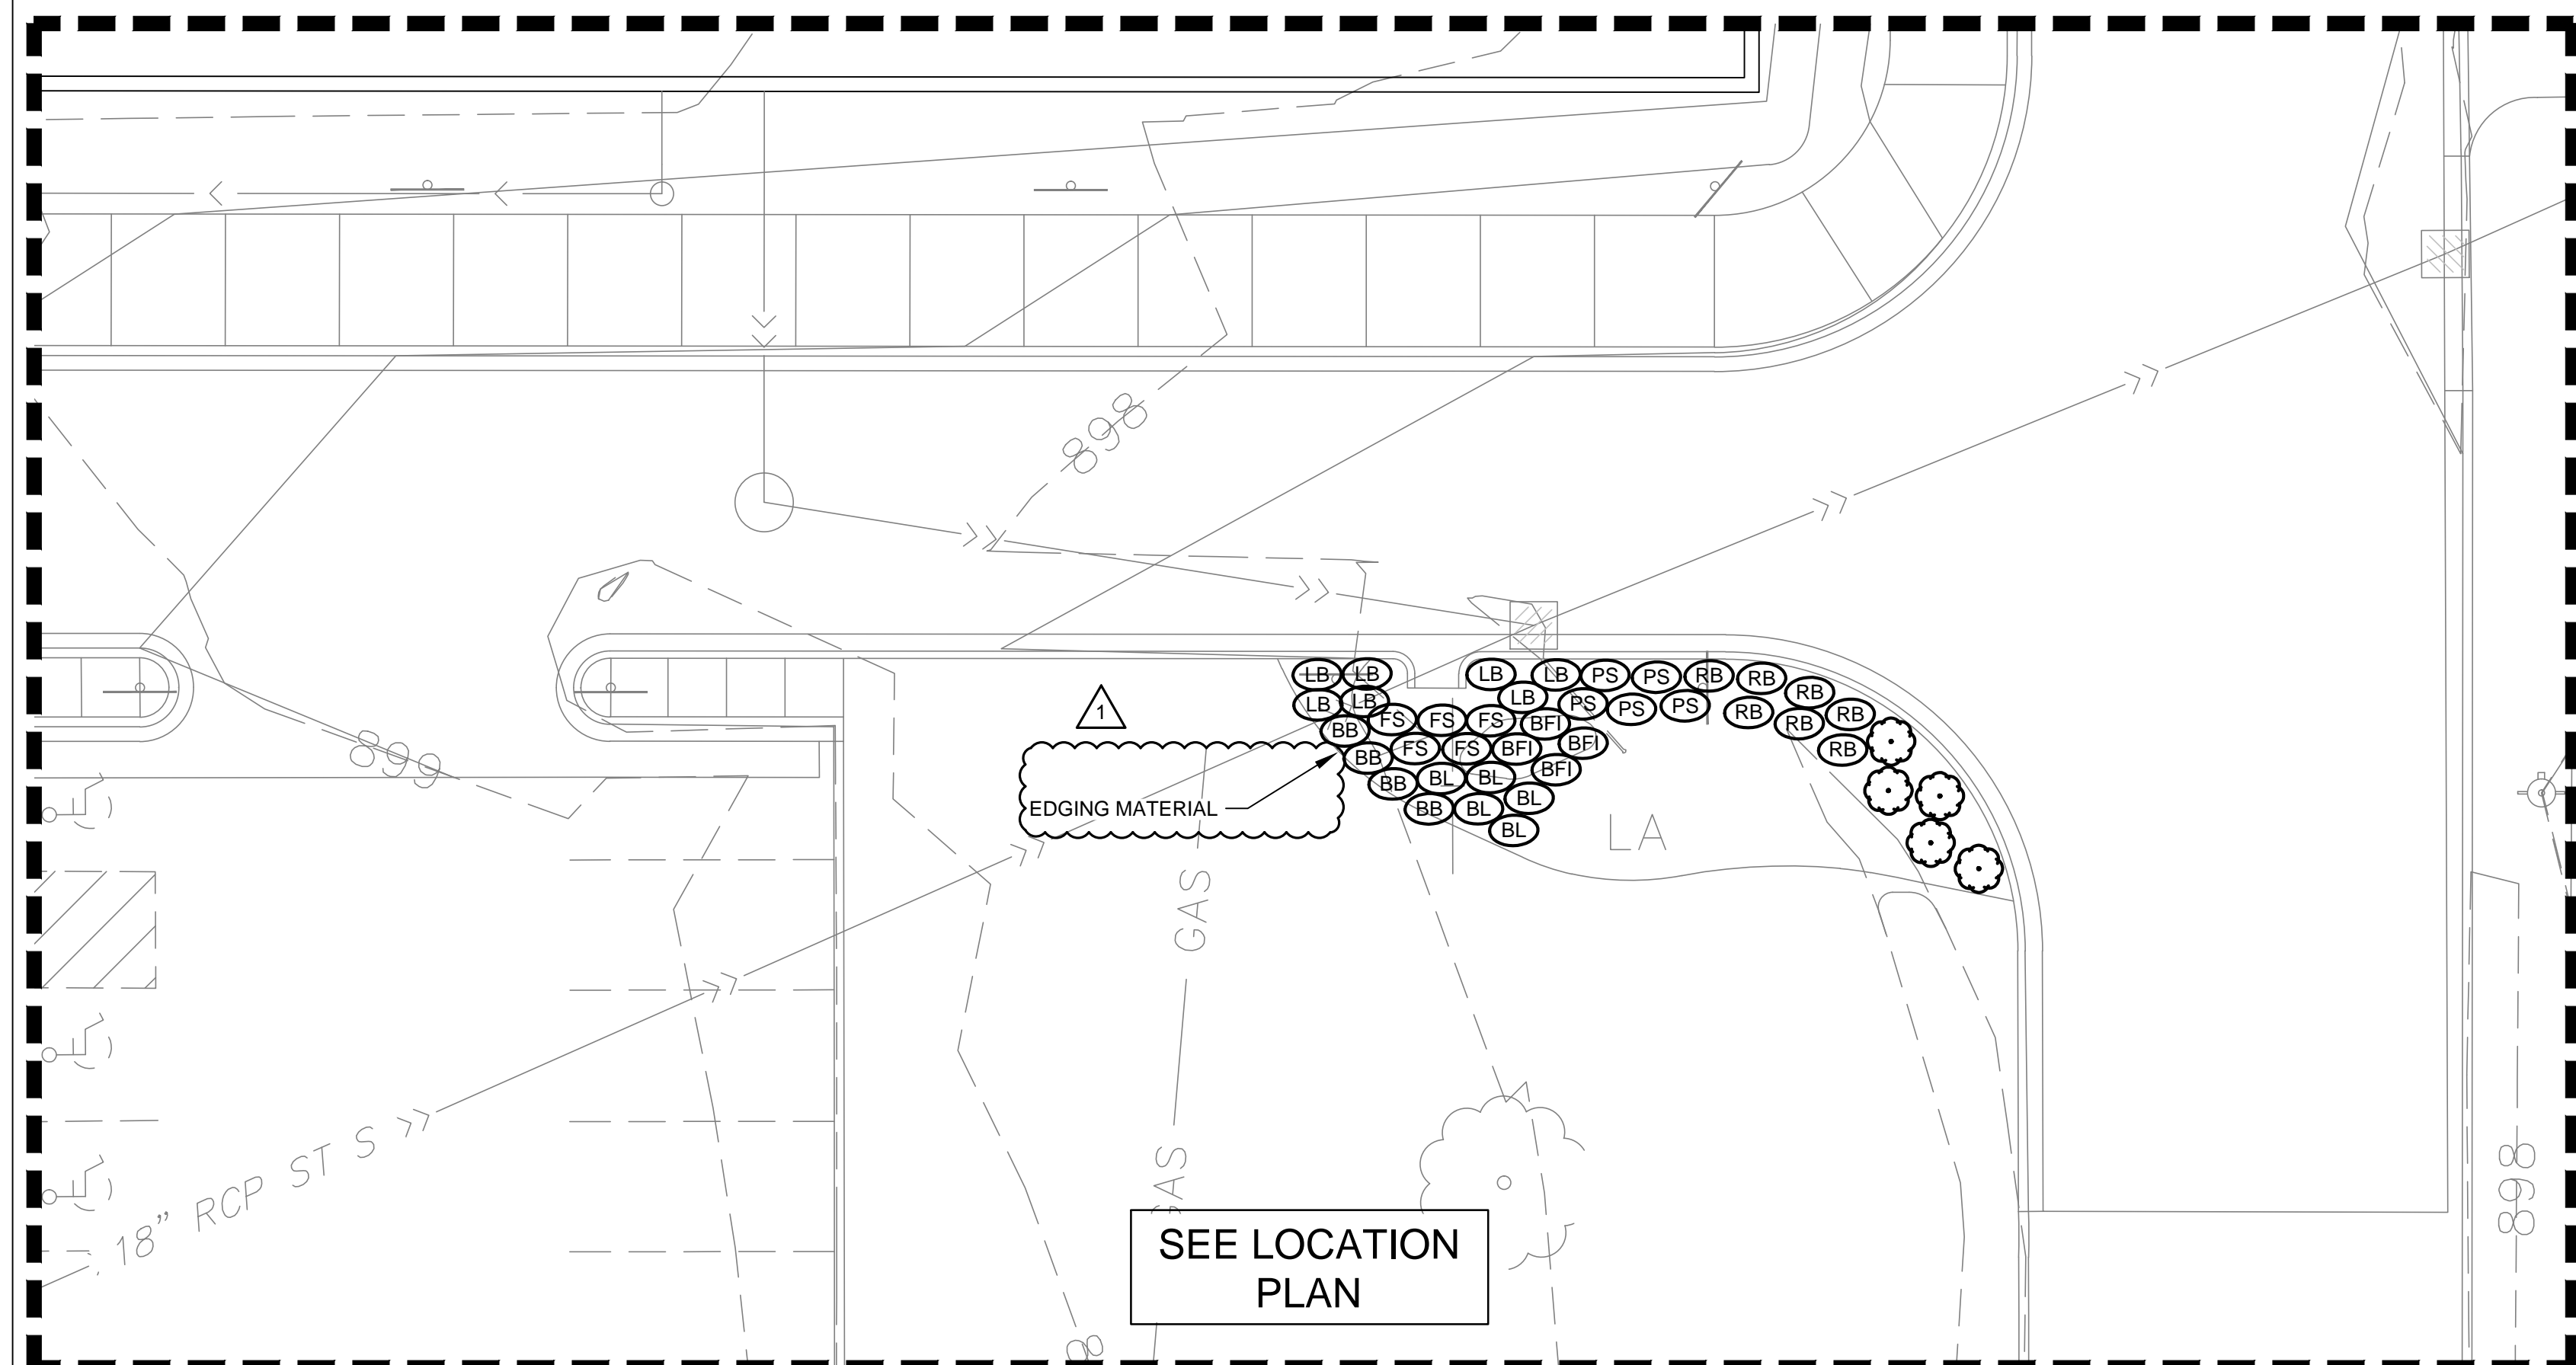 898
LB LB LB LB PS PS RB RB
RB
LB LB LB PS PS PS RB RB RB
BB FS FS FS BFI
BB FS FS BFI BFI RB
BB BL BL BFI
BB BL BL
BL
1
EDGING MATERIAL
899
LA
GAS
18" RCP ST S
GAS
898
SEE LOCATION
PLAN